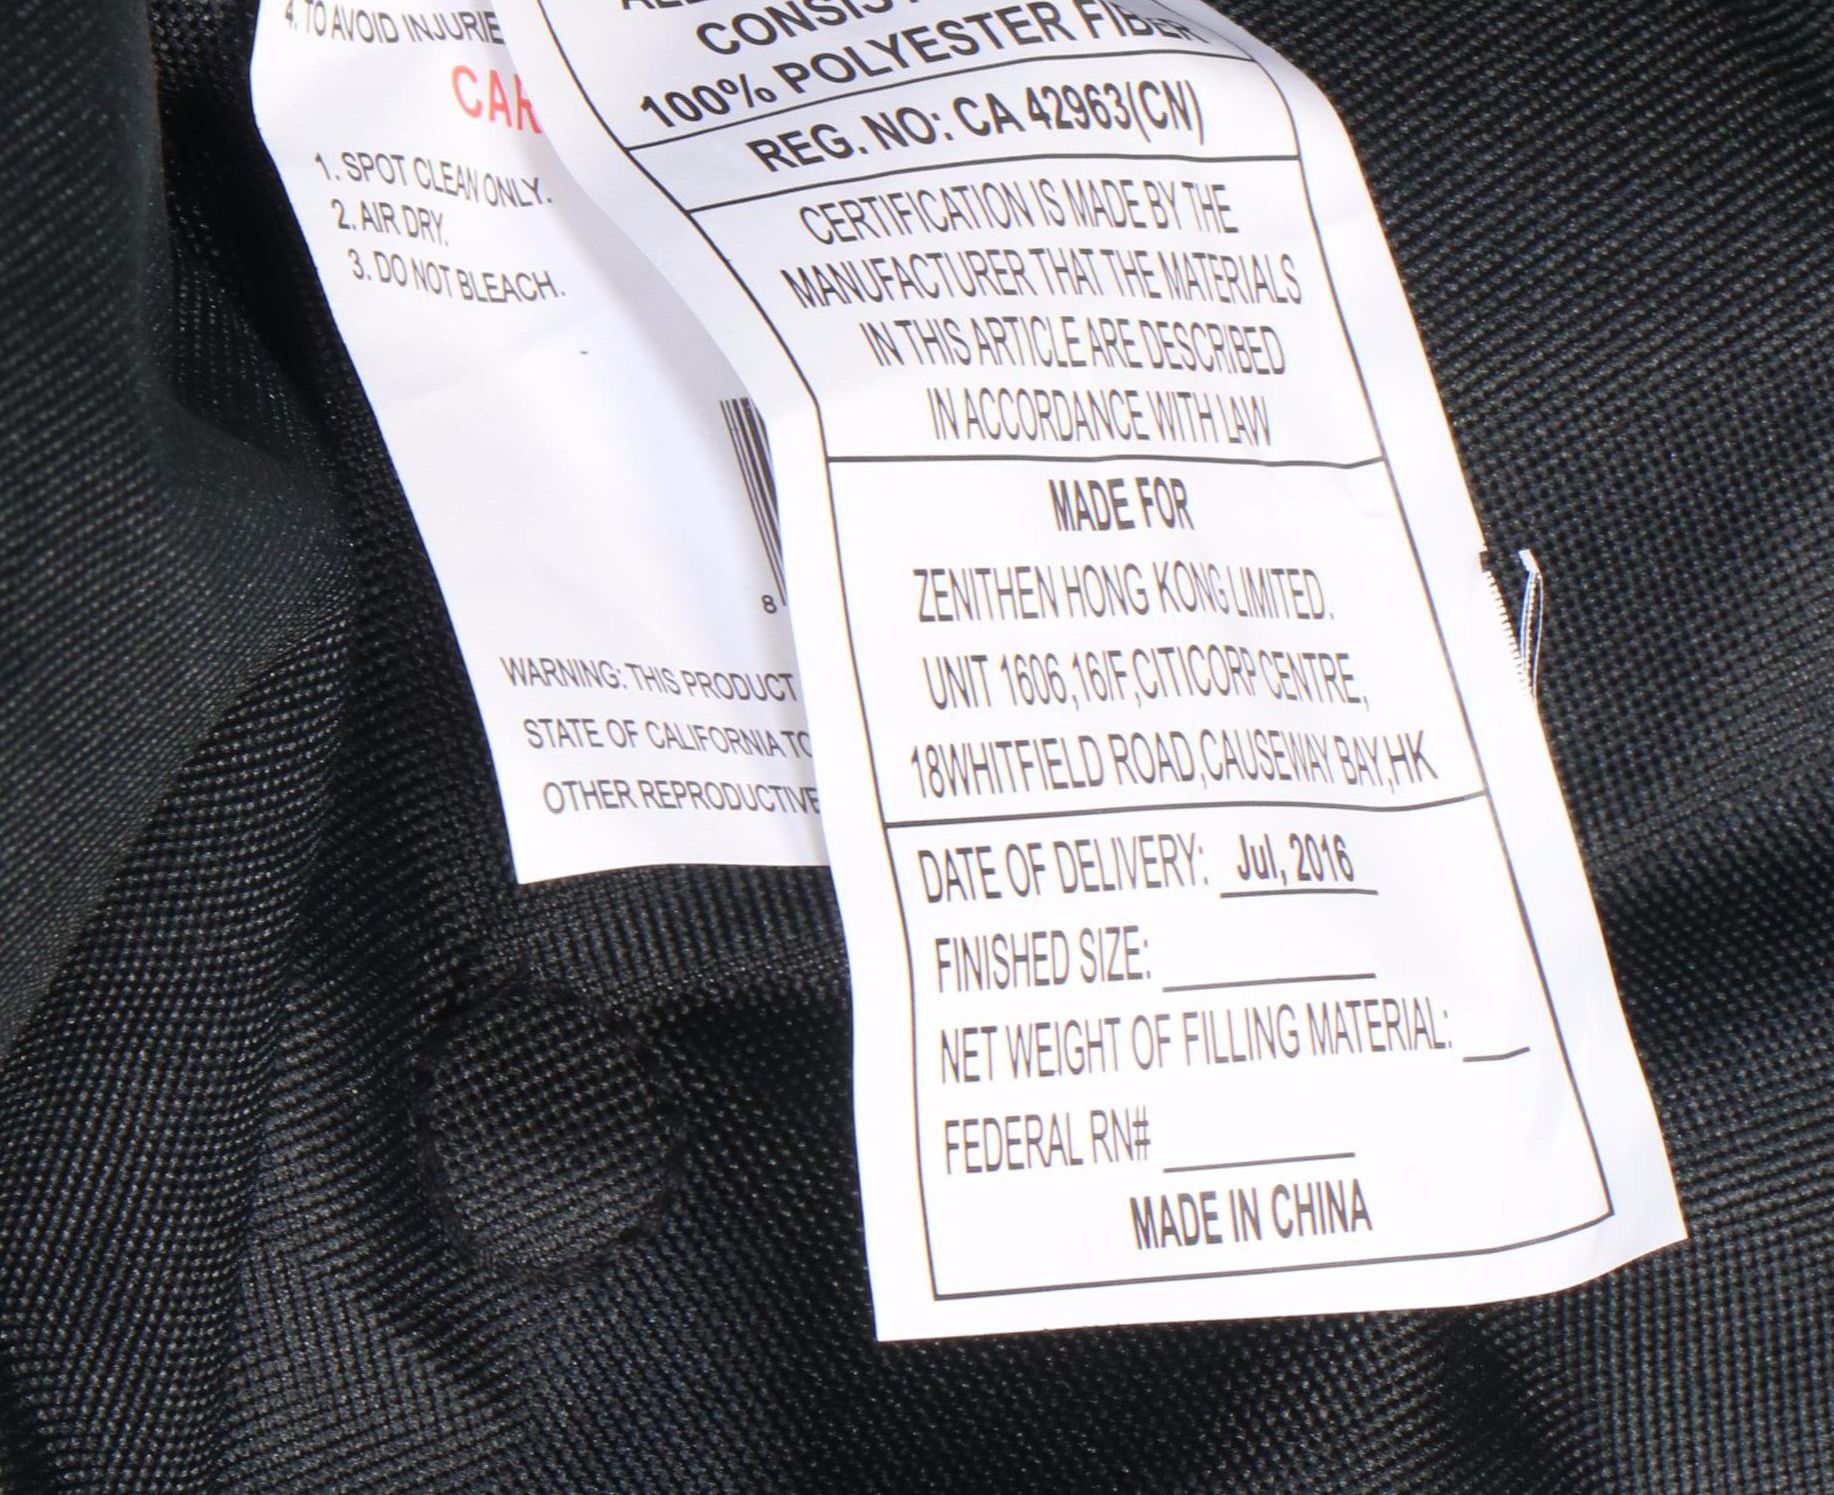 4. TO AVOID INJURIE
CAR
1. SPOT CLEAN ONLY.
2. AIR DRY.
3. DO NOT BLEACH.
8
WARNING: THIS PRODUCT
STATE OF CALIFORNIA TO
OTHER REPRODUCTIVE
CONSIST
100% POLYESTER FIBER
REG. NO: CA 42963(CN)
CERTIFICATION IS MADE BY THE
MANUFACTURER THAT THE MATERIALS
IN THIS ARTICLE ARE DESCRIBED
IN ACCORDANCE WITH LAW
MADE FOR
ZENITHEN HONG KONG LIMITED.
UNIT 1606,16/F,CITICORP CENTRE,
18WHITFIELD ROAD,CAUSEWAY BAY,HK
DATE OF DELIVERY: Jul, 2016
FINISHED SIZE:
NET WEIGHT OF FILLING MATERIAL:
FEDERAL RN#
MADE IN CHINA